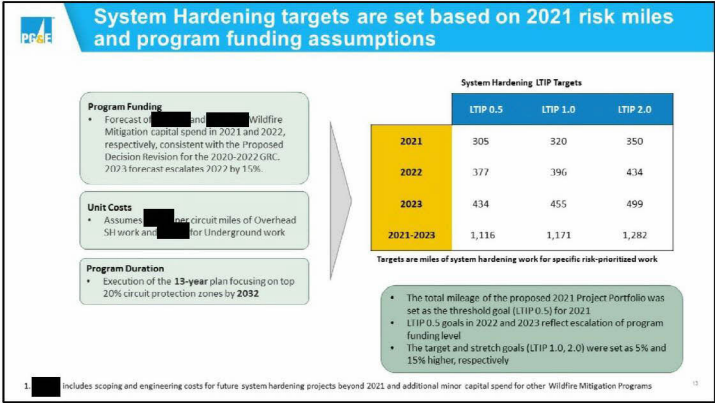 PG&E
System Hardening targets are set based on 2021 risk miles
and program funding assumptions
Program Funding
• Forecast of and Wildfire
Mitigation capital spend in 2021 and 2022,
respectively, consistent with the Proposed
Decision Revision for the 2020-2022 GRC.
2023 forecast escalates 2022 by 15%.
Unit Costs
• Assumes per circuit miles of Overhead
SH work and for Underground work
Program Duration
• Execution of the 13-year plan focusing on top
20% circuit protection zones by 2032
System Hardening LTIP Targets
LTIP 0.5 LTIP 1.0 LTIP 2.0
2021 305 320 350
2022 377 396 434
2023 434 455 499
2021-2023 1,116 1,171 1,282
Targets are miles of system hardening work for specific risk-prioritized work
• The total mileage of the proposed 2021 Project Portfolio was
set as the threshold goal (LTIP 0.5) for 2021
• LTIP 0.5 goals in 2022 and 2023 reflect escalation of program
funding level
• The target and stretch goals (LTIP 1.0, 2.0) were set as 5% and
15% higher, respectively
1. includes scoping and engineering costs for future system hardening projects beyond 2021 and additional minor capital spend for other Wildfire Mitigation Programs